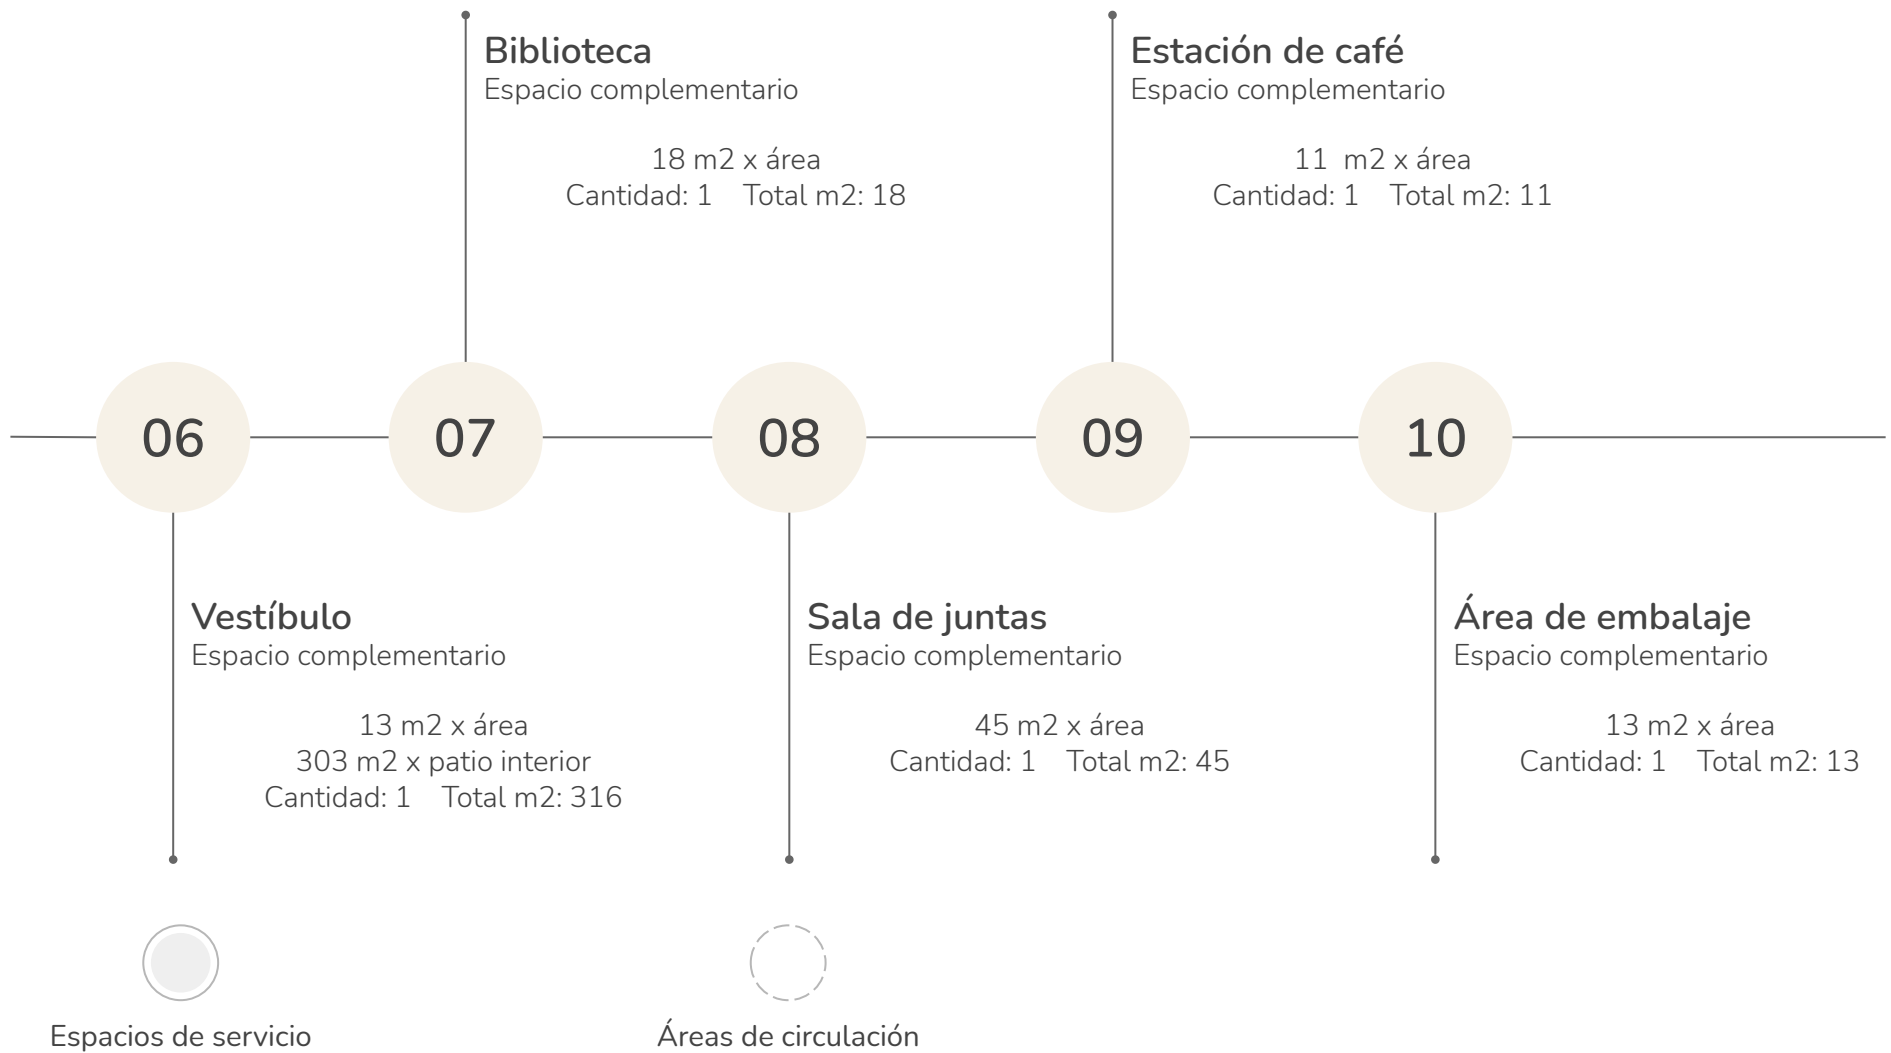 Biblioteca
Espacio complementario
18 m2 x área
Cantidad: 1    Total m2: 18
Estación de café
Espacio complementario
11  m2 x área
Cantidad: 1    Total m2: 11
06
07
08
09
10
Vestíbulo
Espacio complementario
13 m2 x área
303 m2 x patio interior
Cantidad: 1    Total m2: 316
Sala de juntas
Espacio complementario
45 m2 x área
Cantidad: 1    Total m2: 45
Área de embalaje
Espacio complementario
13 m2 x área
Cantidad: 1    Total m2: 13
Espacios de servicio
Áreas de circulación